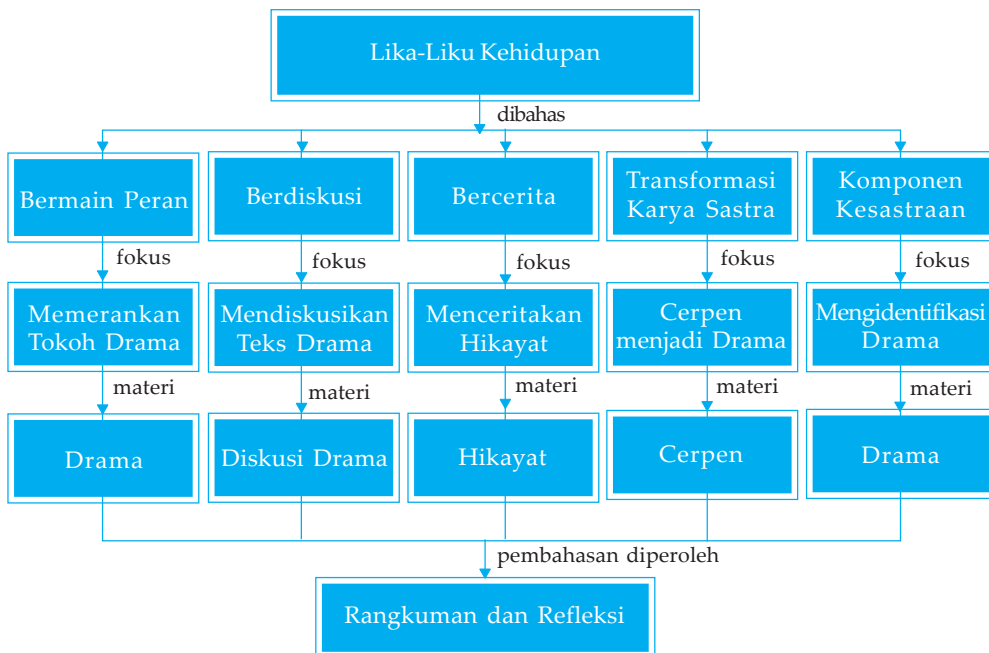 Lika-Liku Kehidupan
dibahas
Bermain Peran
Berdiskusi
Bercerita
Transformasi
Karya Sastra
Komponen
Kesastraan
fokus
fokus
fokus
fokus
fokus
Memerankan
Tokoh Drama
Mendiskusikan
Teks Drama
Menceritakan
Hikayat
Cerpen
menjadi Drama
Mengidentifikasi
Drama
materi
materi
materi
materi
materi
Drama
Diskusi Drama
Hikayat
Cerpen
Drama
pembahasan diperoleh
Rangkuman dan Refleksi